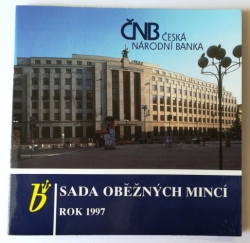 ČNB ČESKÁ
NÁRODNÍ BANKA
SADA OBĚŽNÝCH MINCÍ
ROK 1997